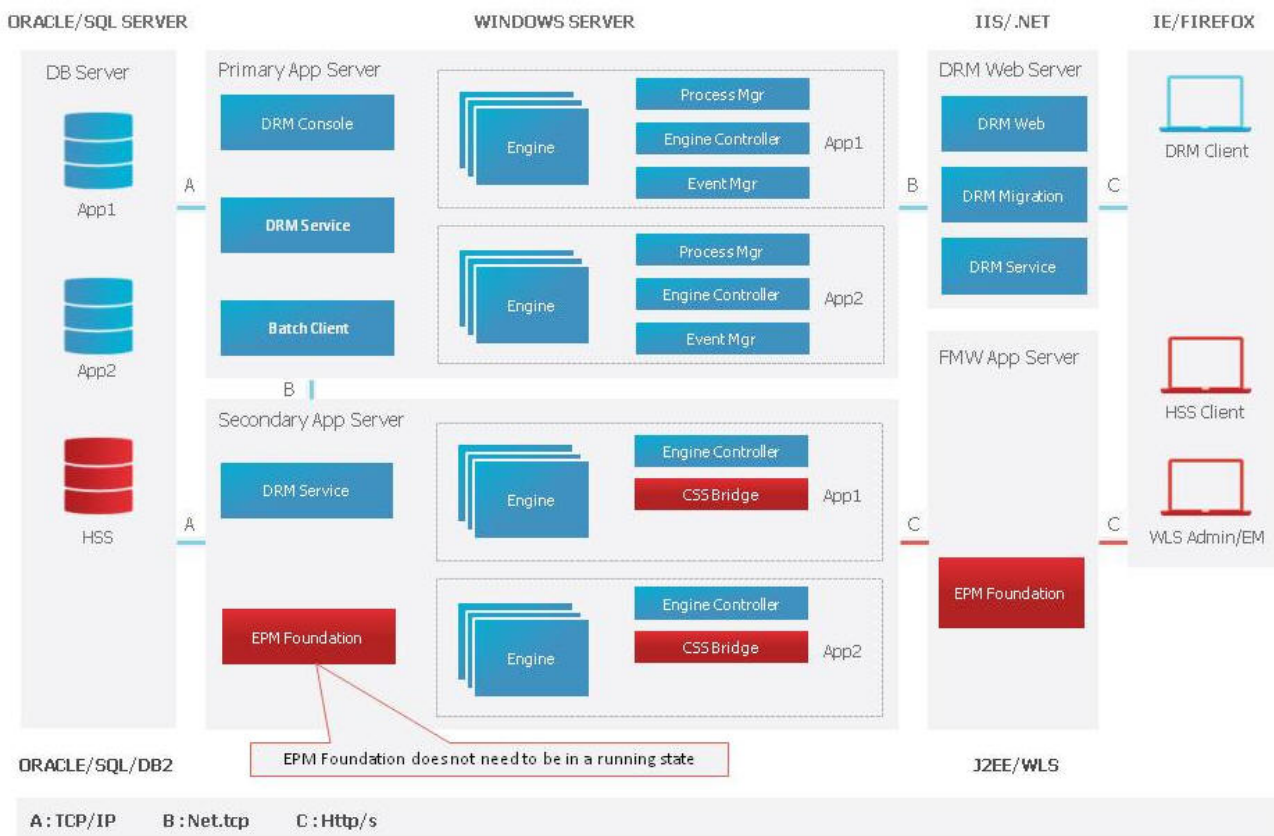 ORACLE/SQL SERVER
WINDOWS SERVER
IIS/.NET
IE/FIREFOX
DB Server
App1
App2
HSS
A
A
Primary App Server
DRM Console
DRM Service
Batch Client
Engine
Process Mgr
Engine Controller
Event Mgr
App1
Engine
Process Mgr
Engine Controller
Event Mgr
App2
B
B
Secondary App Server
DRM Service
EPM Foundation
Engine
Engine Controller
CSS Bridge
App1
Engine
Engine Controller
CSS Bridge
App2
C
DRM Web Server
DRM Web
DRM Migration
DRM Service
C
FMW App Server
EPM Foundation
C
DRM Client
HSS Client
WLS Admin/EM
EPM Foundation does not need to be in a running state
ORACLE/SQL/DB2
J2EE/WLS
A : TCP/IP B : Net.tcp C : Http/s